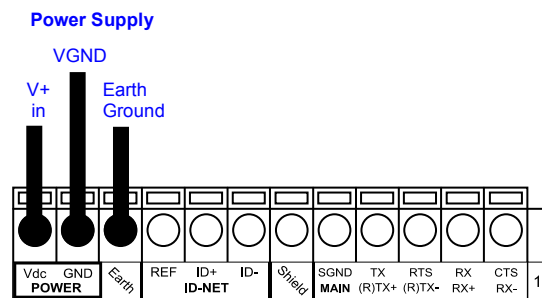 Power Supply
VGND
V+
in
Earth
Ground
Vdc GND Earth REF ID+ ID- Shield SGND TX RTS RX CTS
POWER ID-NET MAIN (R)TX+ (R)TX- RX+ RX-
1